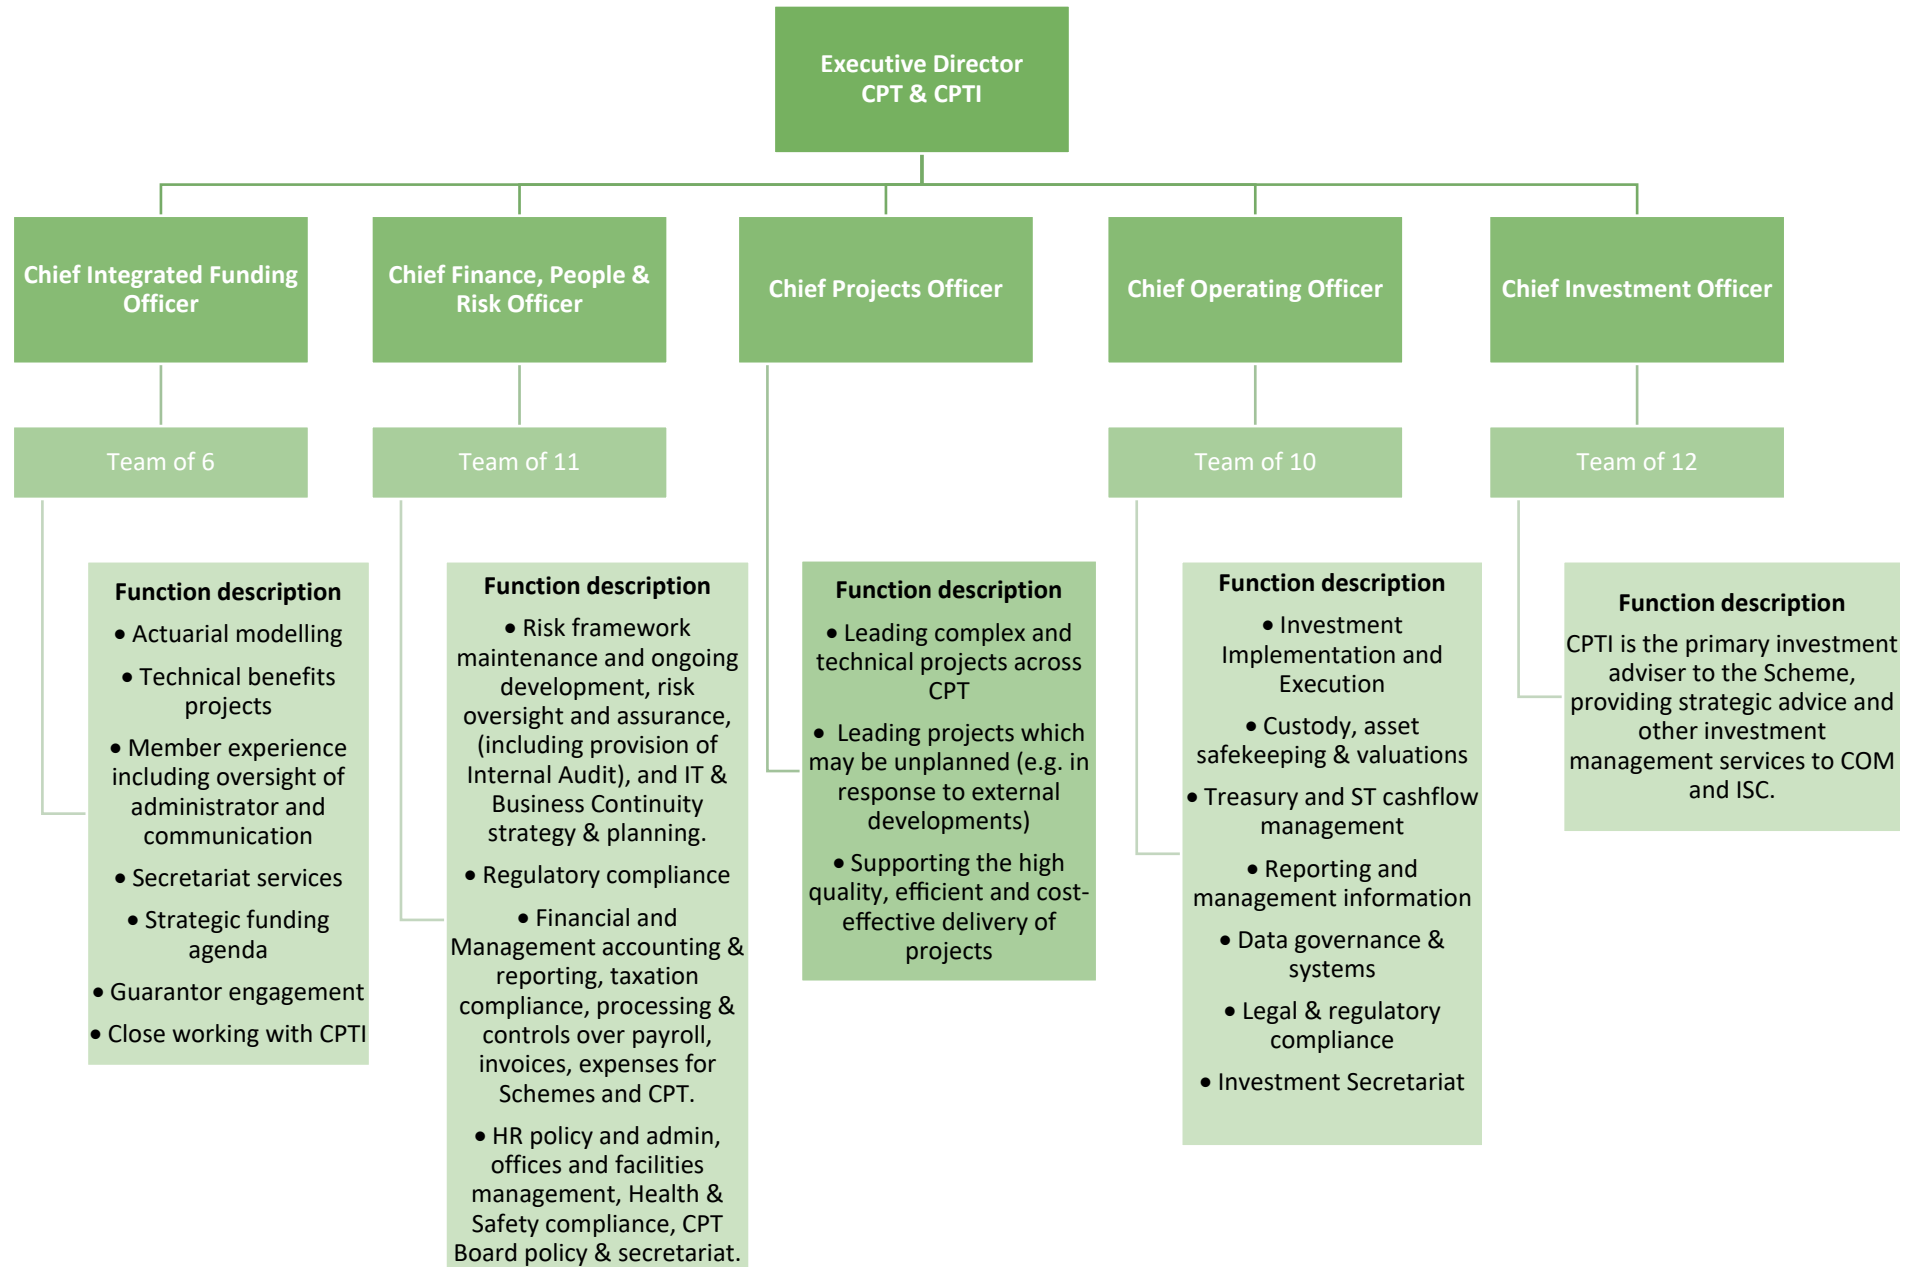 Executive Director
CPT & CPTI
Chief Integrated Funding
Officer
Chief Finance, People &
Risk Officer
Chief Projects Officer
Chief Operating Officer
Chief Investment Officer
Team of 6
Team of 11
Team of 10
Team of 12
Function description
• Actuarial modelling
• Technical benefits
projects
• Member experience
including oversight of
administrator and
communication
• Secretariat services
• Strategic funding
agenda
• Guarantor engagement
• Close working with CPTI
Function description
• Risk framework
maintenance and ongoing
development, risk
oversight and assurance,
(including provision of
Internal Audit), and IT &
Business Continuity
strategy & planning.
• Regulatory compliance
• Financial and
Management accounting &
reporting, taxation
compliance, processing &
controls over payroll,
invoices, expenses for
Schemes and CPT.
• HR policy and admin,
offices and facilities
management, Health &
Safety compliance, CPT
Board policy & secretariat.
Function description
• Leading complex and
technical projects across
CPT
• Leading projects which
may be unplanned (e.g. in
response to external
developments)
• Supporting the high
quality, efficient and cost-
effective delivery of
projects
Function description
• Investment
Implementation and
Execution
• Custody, asset
safekeeping & valuations
• Treasury and ST cashflow
management
• Reporting and
management information
• Data governance &
systems
• Legal & regulatory
compliance
• Investment Secretariat
Function description
CPTI is the primary investment
adviser to the Scheme,
providing strategic advice and
other investment
management services to COM
and ISC.